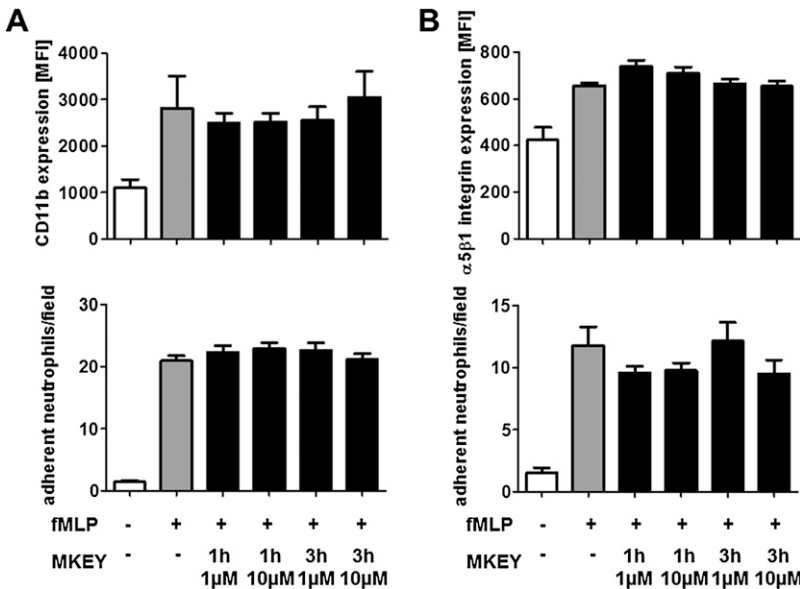 A
CD11b expression [MFI]
4000
3000
2000
1000
0
adherent neutrophils/field
30
20
10
0
fMLP - + + + + +
MKEY - - 1h 1h 3h 3h
1µM 10µM 1µM 10µM
B
α5β1 integrin expression [MFI]
800
600
400
200
0
adherent neutrophils/field
15
10
5
0
fMLP - + + + + +
MKEY - - 1h 1h 3h 3h
1µM 10µM 1µM 10µM